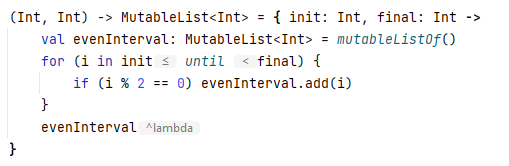 (Int, Int) -> MutableList<Int> = { init: Int, final: Int ->
    val evenInterval: MutableList<Int> = mutableListOf()
    for (i in init ≤ until < final) {
        if (i % 2 == 0) evenInterval.add(i)
    }
    evenInterval ^lambda
}